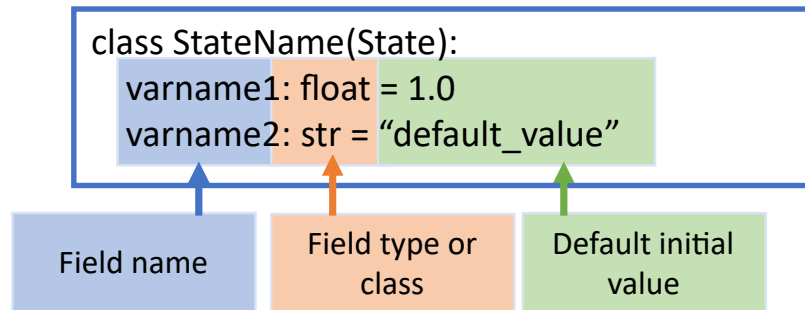 class StateName(State):
varname1: float = 1.0
varname2: str = “default_value”
Field name
Field type or
class
Default initial
value